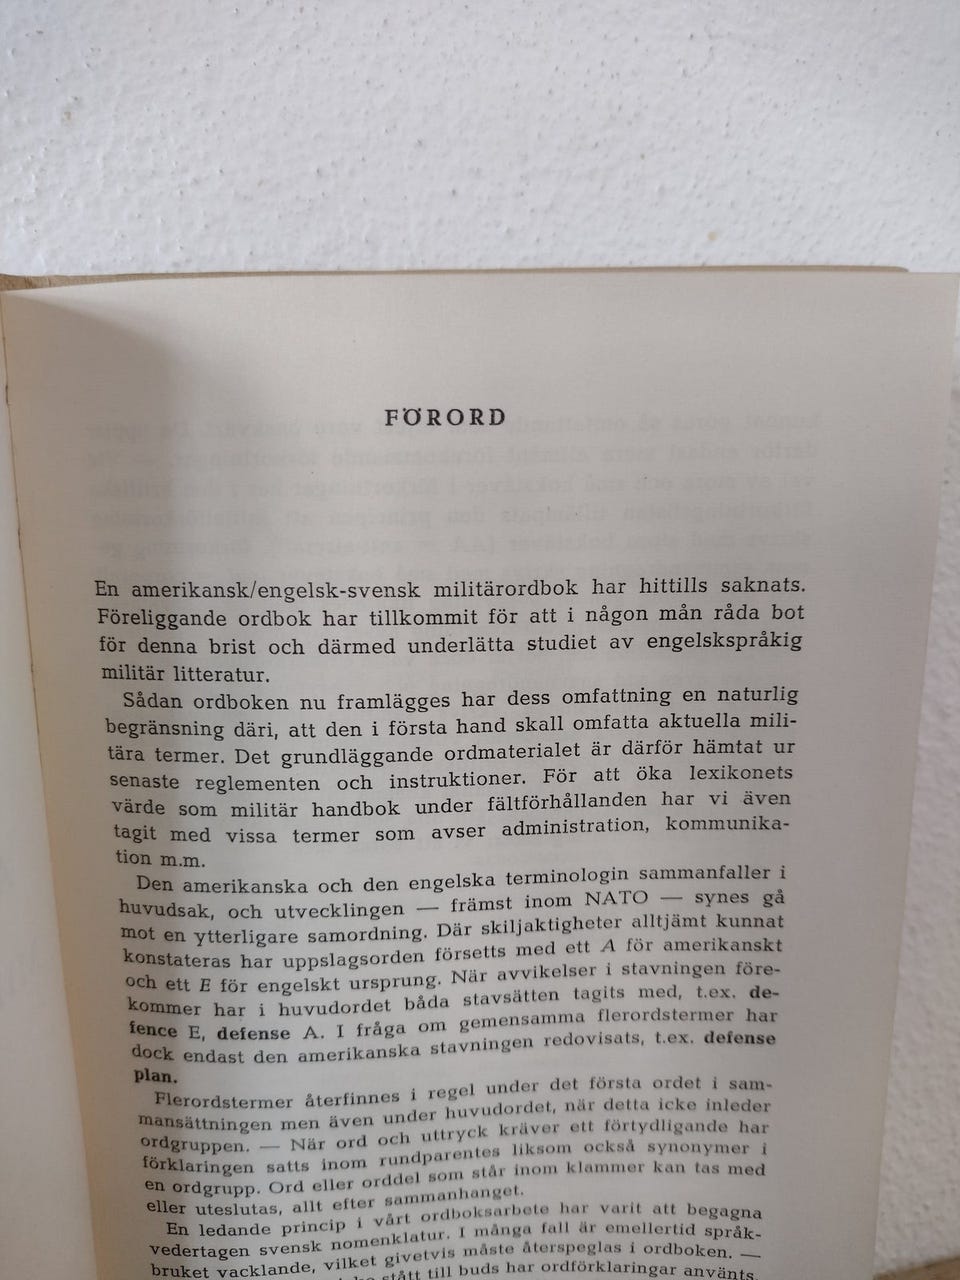 FÖRORD
En amerikansk/engelsk-svensk militärordbok har hittills saknats.
Föreliggande ordbok har tillkommit för att i någon mån råda bot
för denna brist och därmed underlätta studiet av engelskspråkig
militär litteratur.
Sådan ordboken nu framlägges har dess omfattning en naturlig
begränsning däri, att den i första hand skall omfatta aktuella mili-
tära termer. Det grundläggande ordmaterialet är därför hämtat ur
senaste reglementen och instruktioner. För att öka lexikonets
värde som militär handbok under fältförhållanden har vi även
tagit med vissa termer som avser administration, kommunika-
tion m.m.
Den amerikanska och den engelska terminologin sammanfaller i
huvudsak, och utvecklingen — främst inom NATO — synes gå
mot en ytterligare samordning. Där skiljaktigheter alltjämt kunnat
konstateras har uppslagsorden försetts med ett A för amerikanskt
och ett E för engelskt ursprung. När avvikelser i stavningen före-
kommer har i huvudordet båda stavsätten tagits med, t.ex. de-
fence E, defense A. I fråga om gemensamma flerordstermer har
dock endast den amerikanska stavningen redovisats, t.ex. defense
plan.
Flerordstermer återfinnes i regel under det första ordet i sam-
mansättningen men även under huvudordet, när detta icke inleder
ordgruppen. — När ord och uttryck kräver ett förtydligande har
förklaringen satts inom rundparentes liksom också synonymer i
en ordgrupp. Ord eller orddel som står inom klammer kan tas med
eller uteslutas, allt efter sammanhanget.
En ledande princip i vårt ordboksarbete har varit att begagna
vedertagen svensk nomenklatur. I många fall är emellertid språk-
bruket vacklande, vilket givetvis måste återspeglas i ordboken. —
stått till buds har ordförklaringar använts.